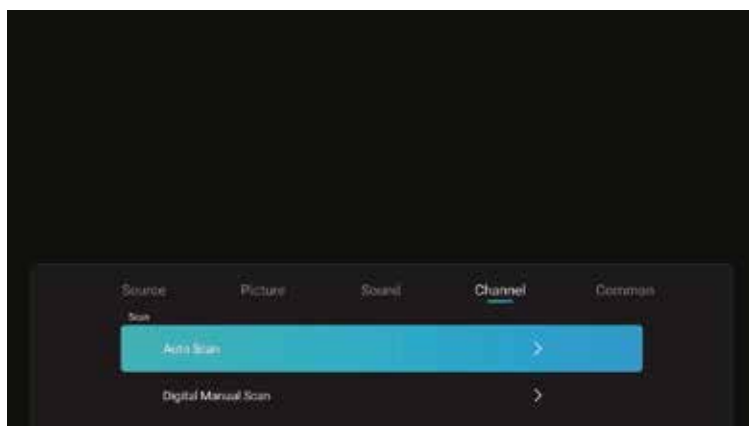 Source Picture Sound Channel Common
Scan
Auto Scan
Digital Manual Scan